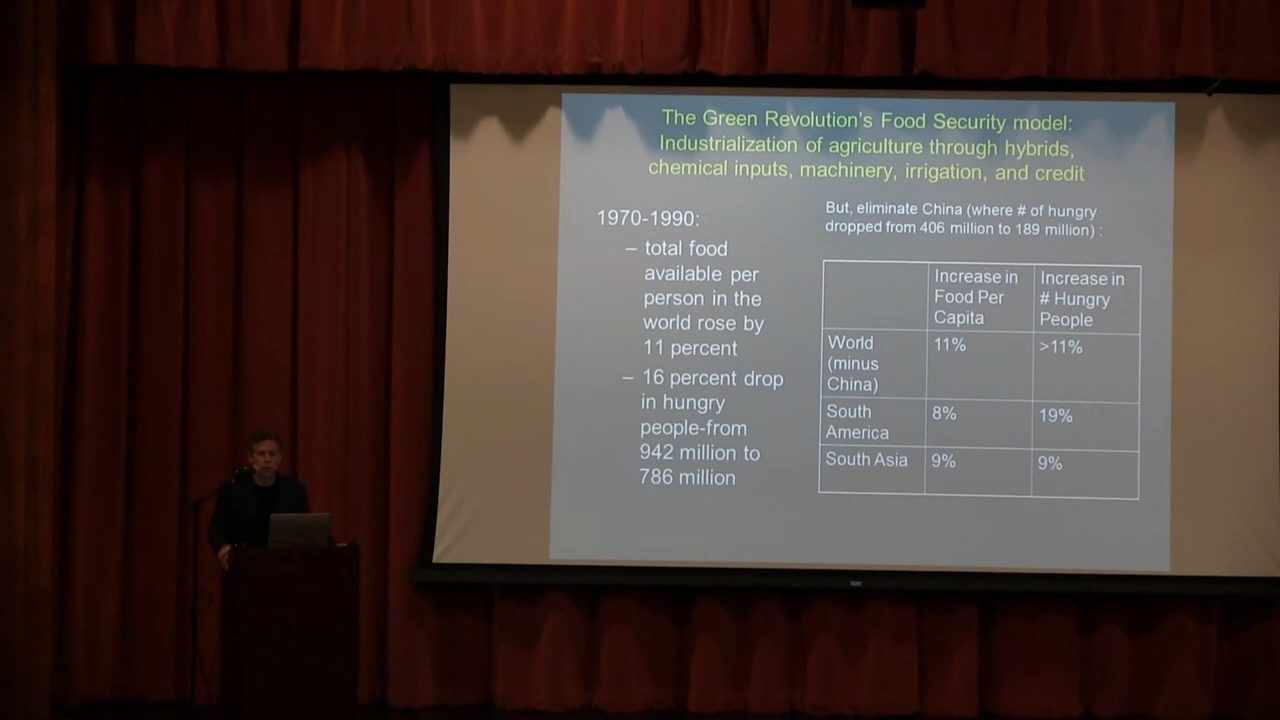 The Green Revolution's Food Security model:
Industrialization of agriculture through hybrids,
chemical inputs, machinery, irrigation, and credit
1970-1990:
– total food
available per
person in the
world rose by
11 percent
– 16 percent drop
in hungry
people-from
942 million to
786 million
But, eliminate China (where # of hungry
dropped from 406 million to 189 million) :
Increase in
Food Per
Capita
Increase in
# Hungry
People
World
(minus
China)
11%
>11%
South
America
8%
19%
South Asia
9%
9%